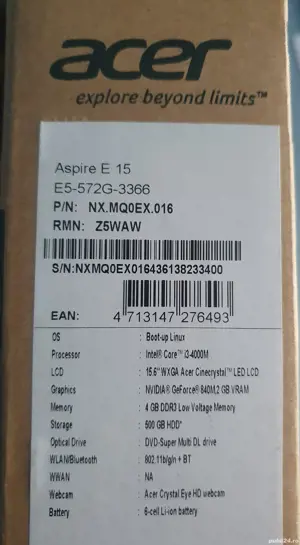 acer
explore beyond limits™
Aspire E 15
E5-572G-3366
P/N: NX.MQ0EX.016
RMN: Z5WAW
S/N:NXMQ0EX016436138233400
EAN: 4 713147 276493
OS : Boot-up Linux
Processor : Intel® Core™ i3-4000M
LCD : 15.6" WXGA Acer Cinecrystal™ LED LCD
Graphics : NVIDIA® GeForce® 840M,2 GB VRAM
Memory : 4 GB DDR3 Low Voltage Memory
Storage : 500 GB HDD*
Optical Drive : DVD-Super Multi DL drive
WLAN/Bluetooth : 802.11b/g/n + BT
WWAN : NA
Webcam : Acer Crystal Eye HD webcam
Battery : 6-cell Li-ion battery
publi24.ro